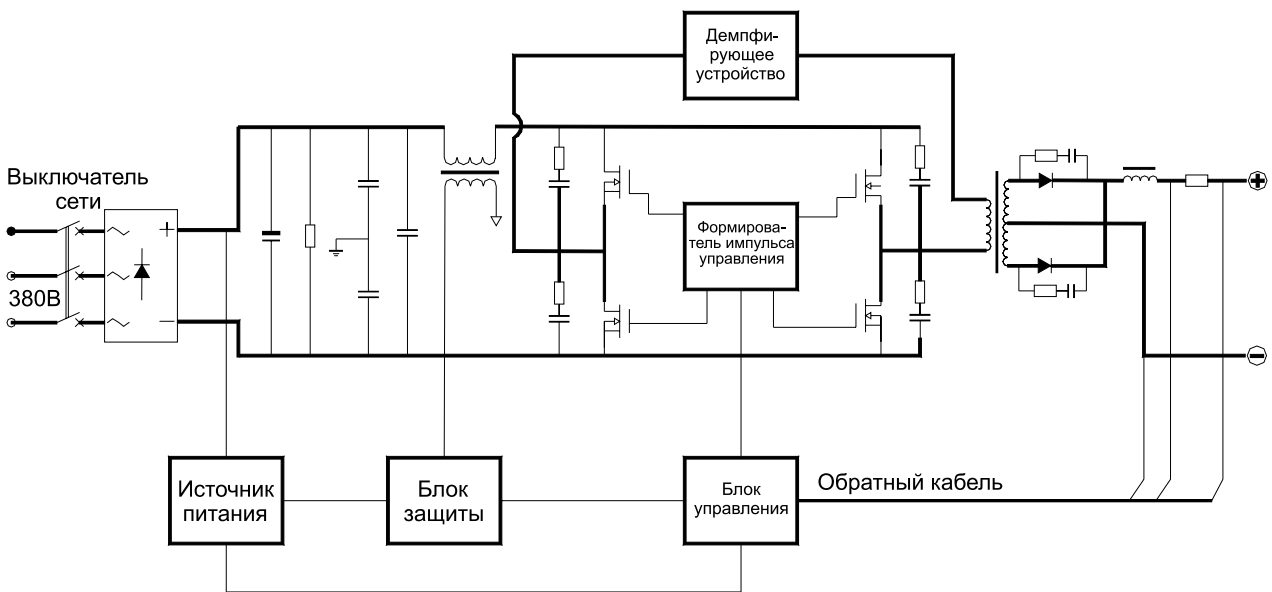 Демпфи-
рующее
устройство
Выключатель
сети
380В
+
−
Формирова-
тель импульса
управления
+
−
Источник
питания
Блок
защиты
Блок
управления
Обратный кабель